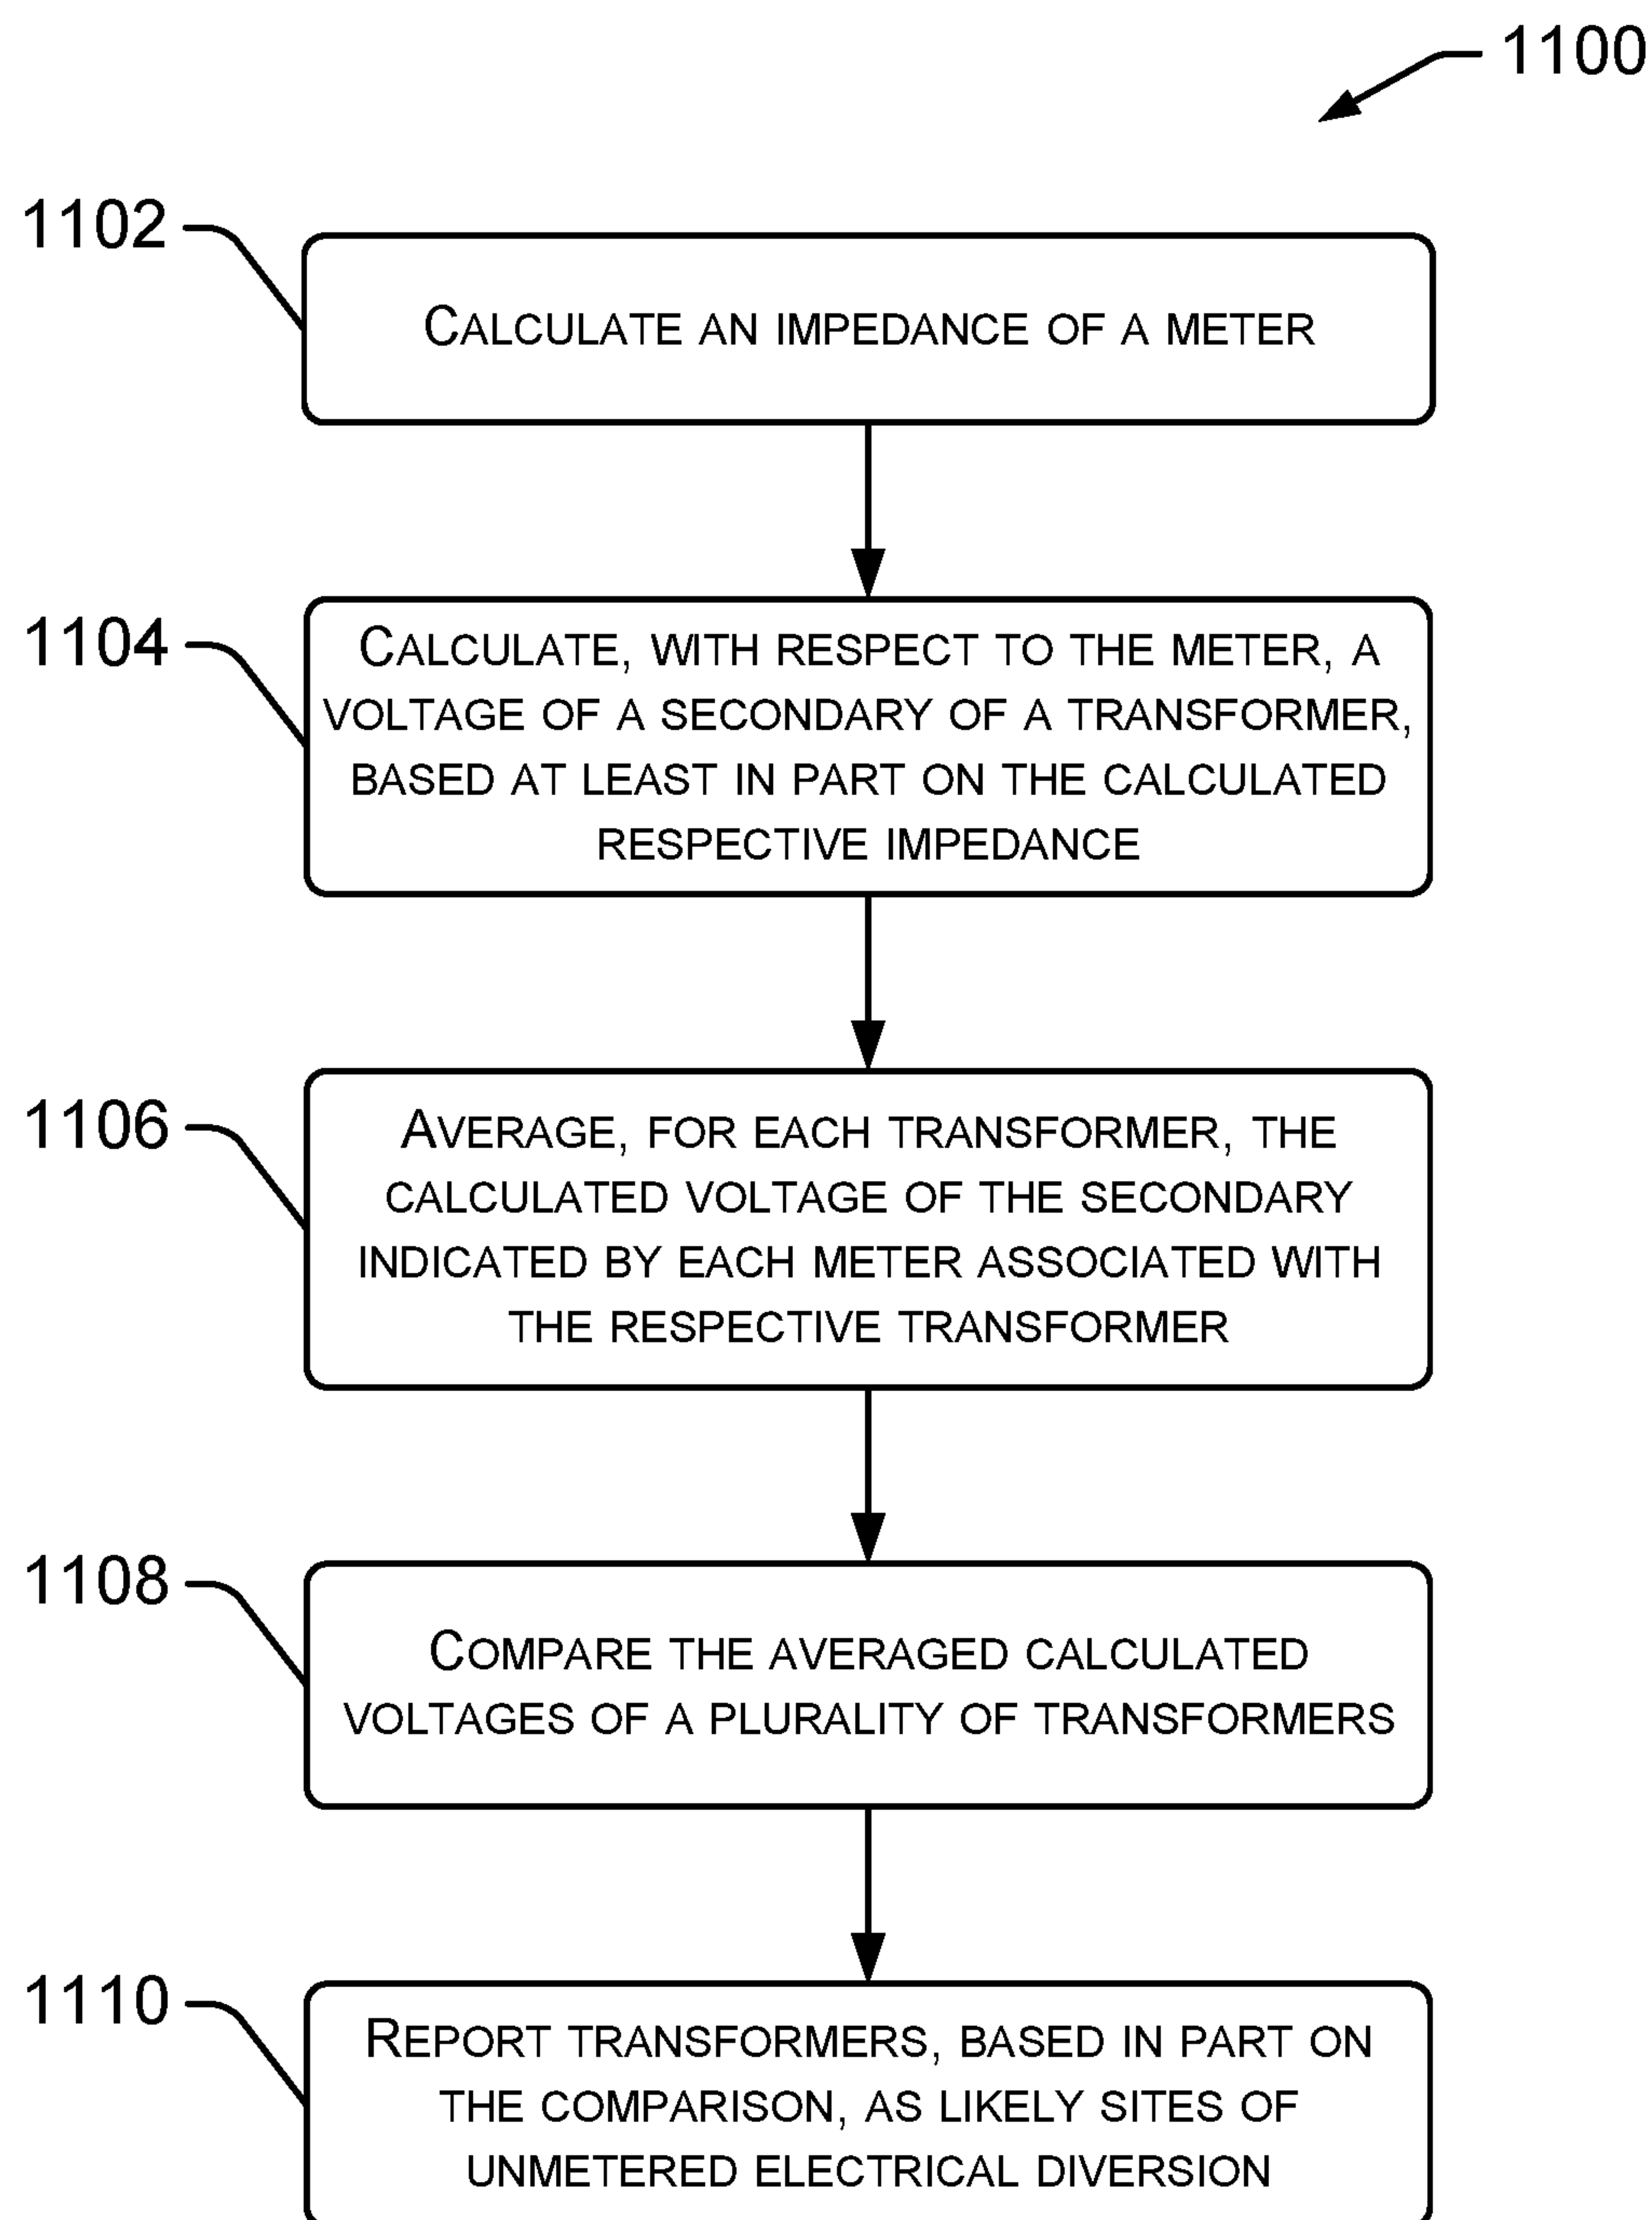 1100
1102
CALCULATE AN IMPEDANCE OF A METER
1104
CALCULATE, WITH RESPECT TO THE METER, A
VOLTAGE OF A SECONDARY OF A TRANSFORMER,
BASED AT LEAST IN PART ON THE CALCULATED
RESPECTIVE IMPEDANCE
1106
AVERAGE, FOR EACH TRANSFORMER, THE
CALCULATED VOLTAGE OF THE SECONDARY
INDICATED BY EACH METER ASSOCIATED WITH
THE RESPECTIVE TRANSFORMER
1108
COMPARE THE AVERAGED CALCULATED
VOLTAGES OF A PLURALITY OF TRANSFORMERS
1110
REPORT TRANSFORMERS, BASED IN PART ON
THE COMPARISON, AS LIKELY SITES OF
UNMETERED ELECTRICAL DIVERSION